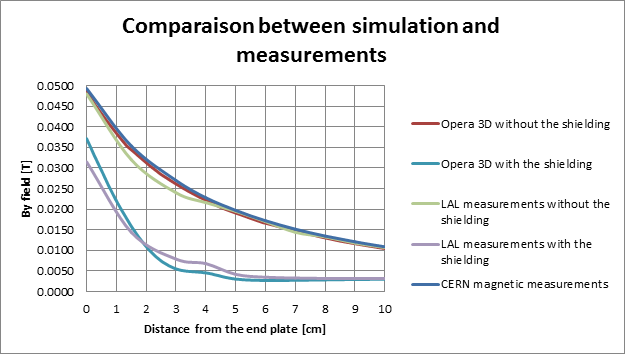 Comparaison between simulation and
measurements
0.0500
0.0450
0.0400
0.0350
0.0300
0.0250
0.0200
0.0150
0.0100
0.0050
0.0000
By field [T]
0 1 2 3 4 5 6 7 8 9 10
Distance from the end plate [cm]
Opera 3D without the shielding
Opera 3D with the shielding
LAL measurements without the
shielding
LAL measurements with the
shielding
CERN magnetic measurements